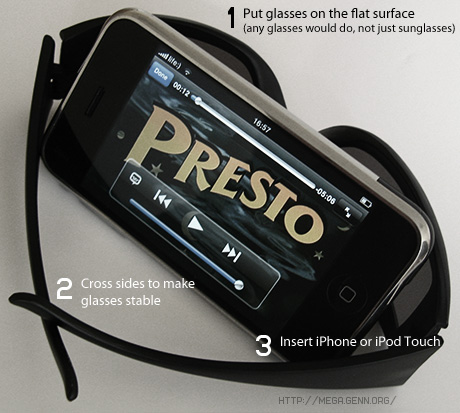 1 Put glasses on the flat surface
(any glasses would do, not just sunglasses)
life:)
16:57
Done
00:12
-05:06
PRESTO
2 Cross sides to make
glasses stable
3 Insert iPhone or iPod Touch
HTTP://MEGA.GENN.ORG/